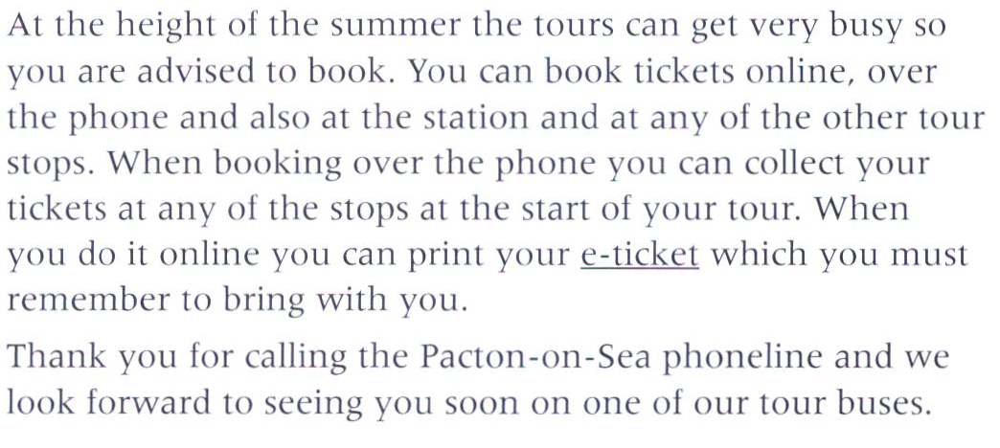 At the height of the summer the tours can get very busy so
you are advised to book. You can book tickets online, over
the phone and also at the station and at any of the other tour
stops. When booking over the phone you can collect your
tickets at any of the stops at the start of your tour. When
you do it online you can print your e-ticket which you must
remember to bring with you.
Thank you for calling the Pacton-on-Sea phoneline and we
look forward to seeing you soon on one of our tour buses.